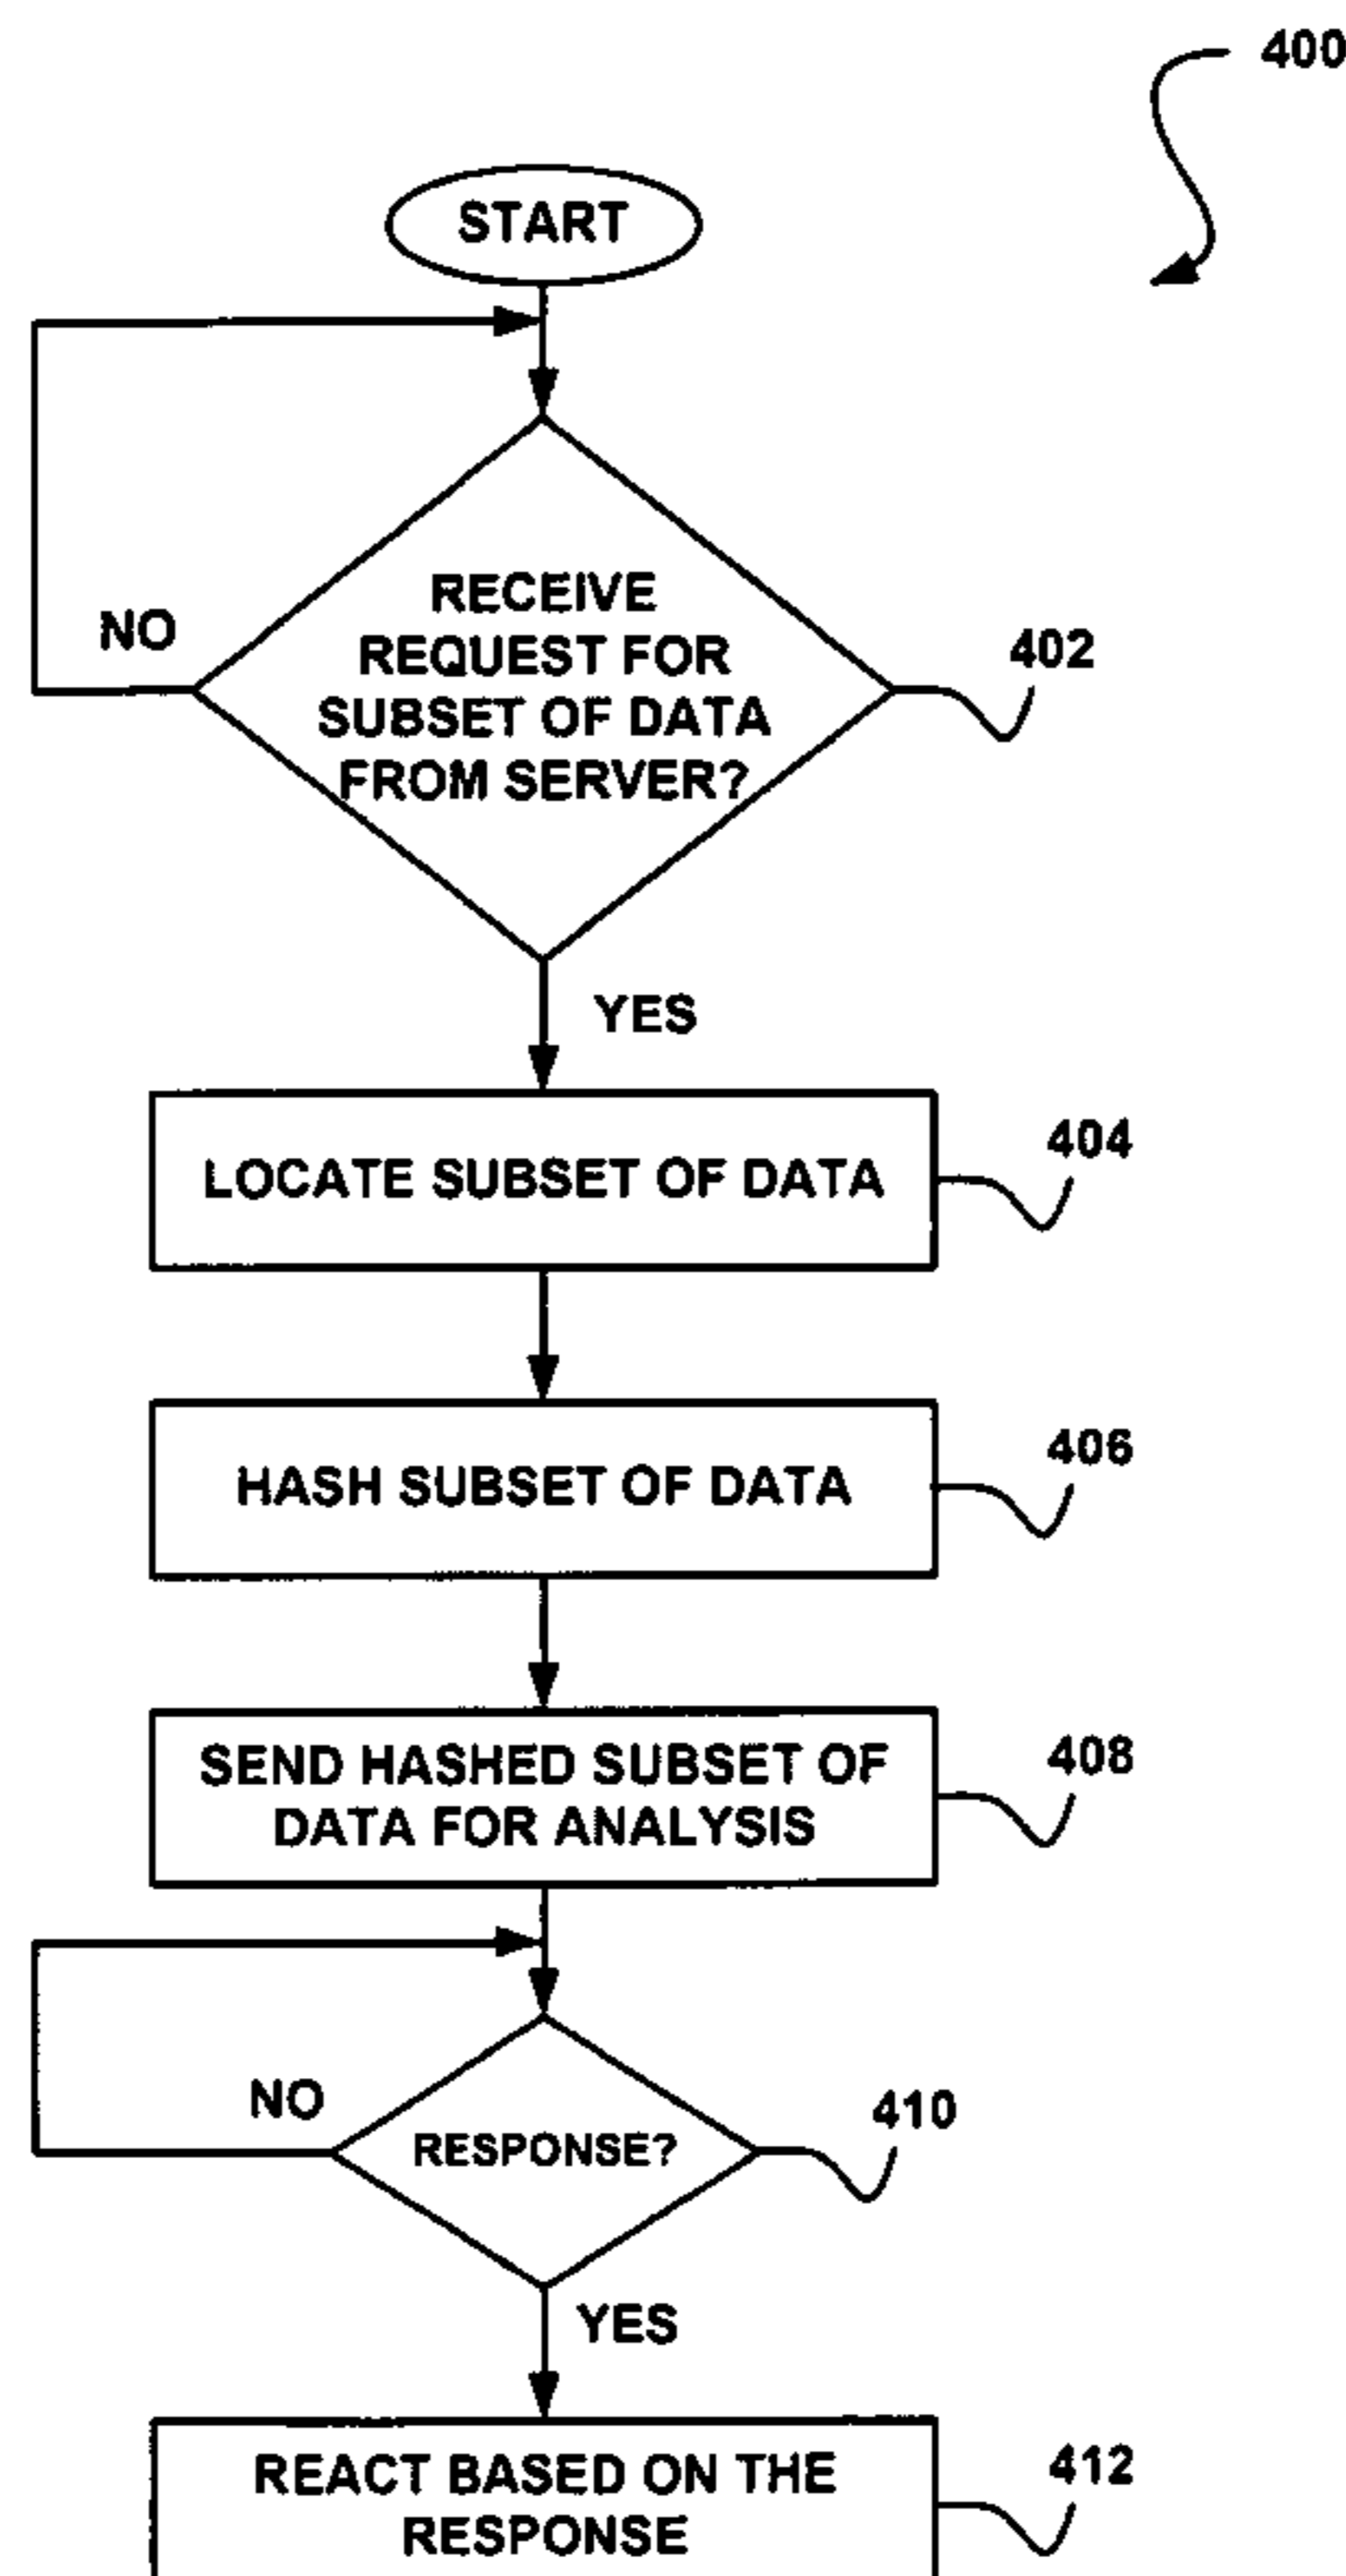 400
START
RECEIVE
REQUEST FOR
SUBSET OF DATA
FROM SERVER?
NO
402
YES
LOCATE SUBSET OF DATA
404
HASH SUBSET OF DATA
406
SEND HASHED SUBSET OF
DATA FOR ANALYSIS
408
NO
RESPONSE?
410
YES
REACT BASED ON THE
RESPONSE
412